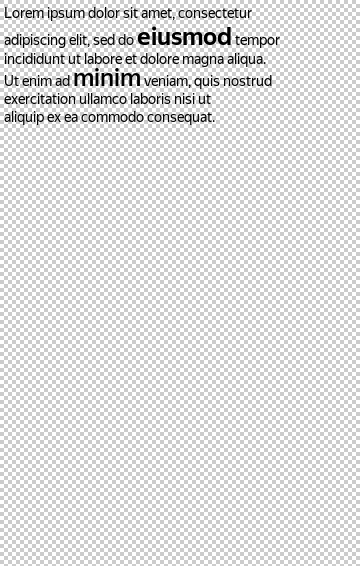 Lorem ipsum dolor sit amet, consectetur
adipiscing elit, sed do eiusmod tempor
incididunt ut labore et dolore magna aliqua.
Ut enim ad minim veniam, quis nostrud
exercitation ullamco laboris nisi ut
aliquip ex ea commodo consequat.